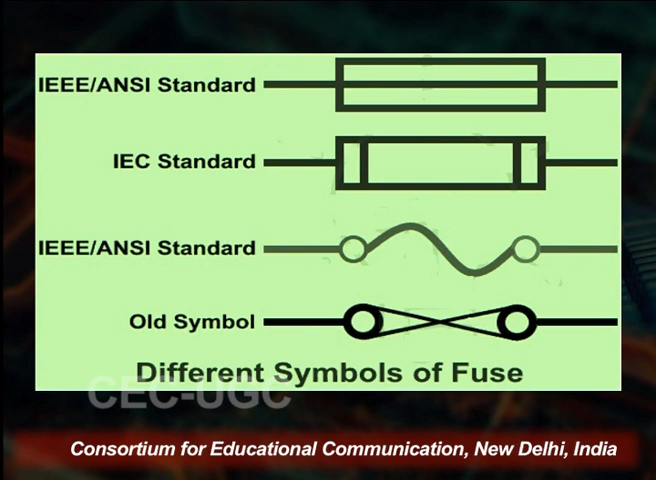 IEEE/ANSI Standard
IEC Standard
IEEE/ANSI Standard
Old Symbol
Different Symbols of Fuse
CEC-UGC
Consortium for Educational Communication, New Delhi, India